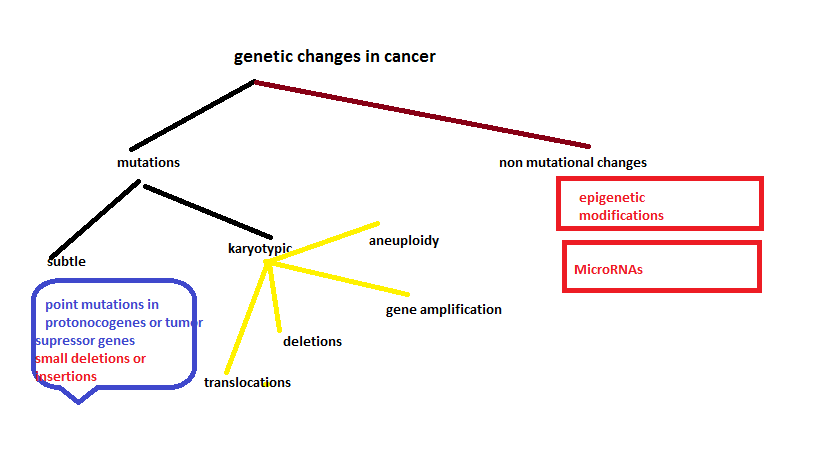 genetic changes in cancer
mutations
non mutational changes
epigenetic
modifications
MicroRNAs
subtle
karyotypic
aneuploidy
gene amplification
deletions
translocations
point mutations in
protonocogenes or tumor
supressor genes
small deletions or
Insertions